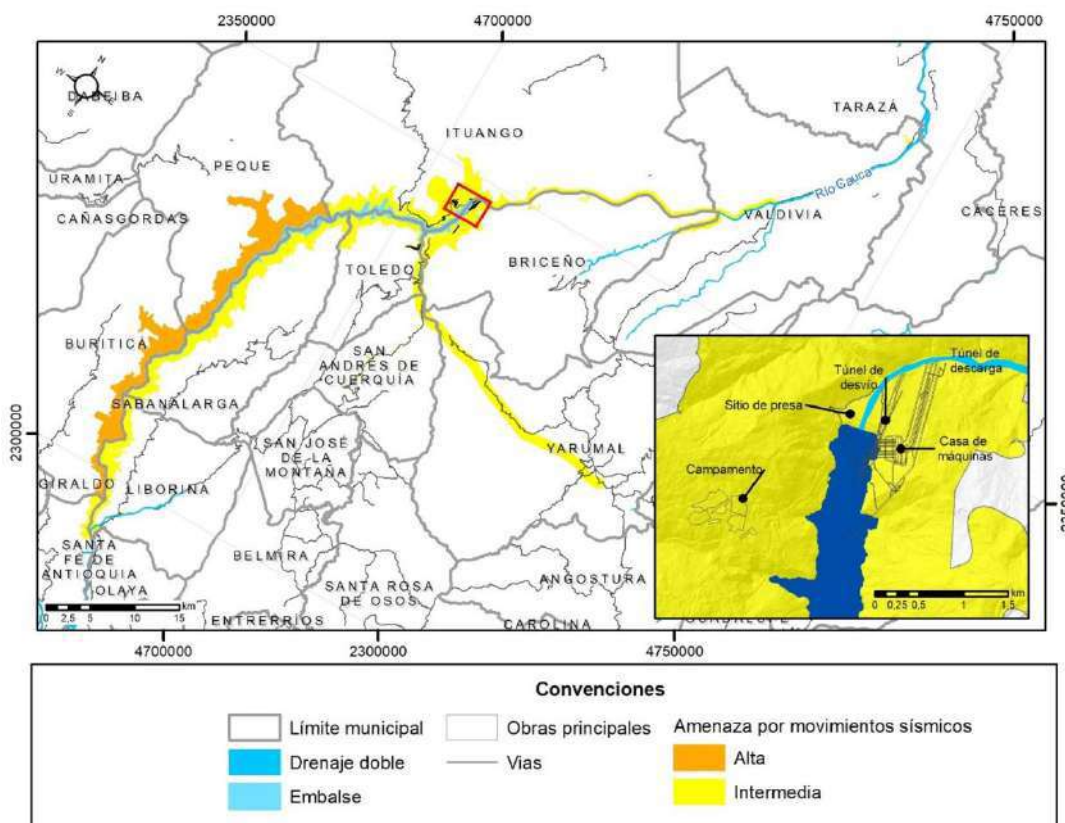 2350000
4700000
4750000
N
W
E
S
DABEIBA
TARAZÁ
ITUANGO
PEQUE
URAMITA
CAÑASGORDAS
Río Cauca
VALDIVIA
CÁCERES
BRICEÑO
TOLEDO
BURITICÁ
SAN
ANDRÉS DE
CUERQUÍA
SABANALARGA
2300000
SAN JOSÉ
DE LA
MONTAÑA
YARUMAL
GIRALDO
LIBORINA
SANTA
FÉ DE
ANTIOQUIA
OLAYA
BELMIRA
SANTA ROSA
DE OSOS
ANGOSTURA
ENTRERRÍOS
CAROLINA
GUADALUPE
0 2,5 5 10 15
km
Túnel de
descarga
Túnel de
desvío
Sitio de presa
Casa de
máquinas
Campamento
0 0,25 0,5 1 1,5
km
4700000
2300000
4750000
Convenciones
Límite municipal
Obras principales
Amenaza por movimientos sísmicos
Drenaje doble
Vias
Alta
Embalse
Intermedia